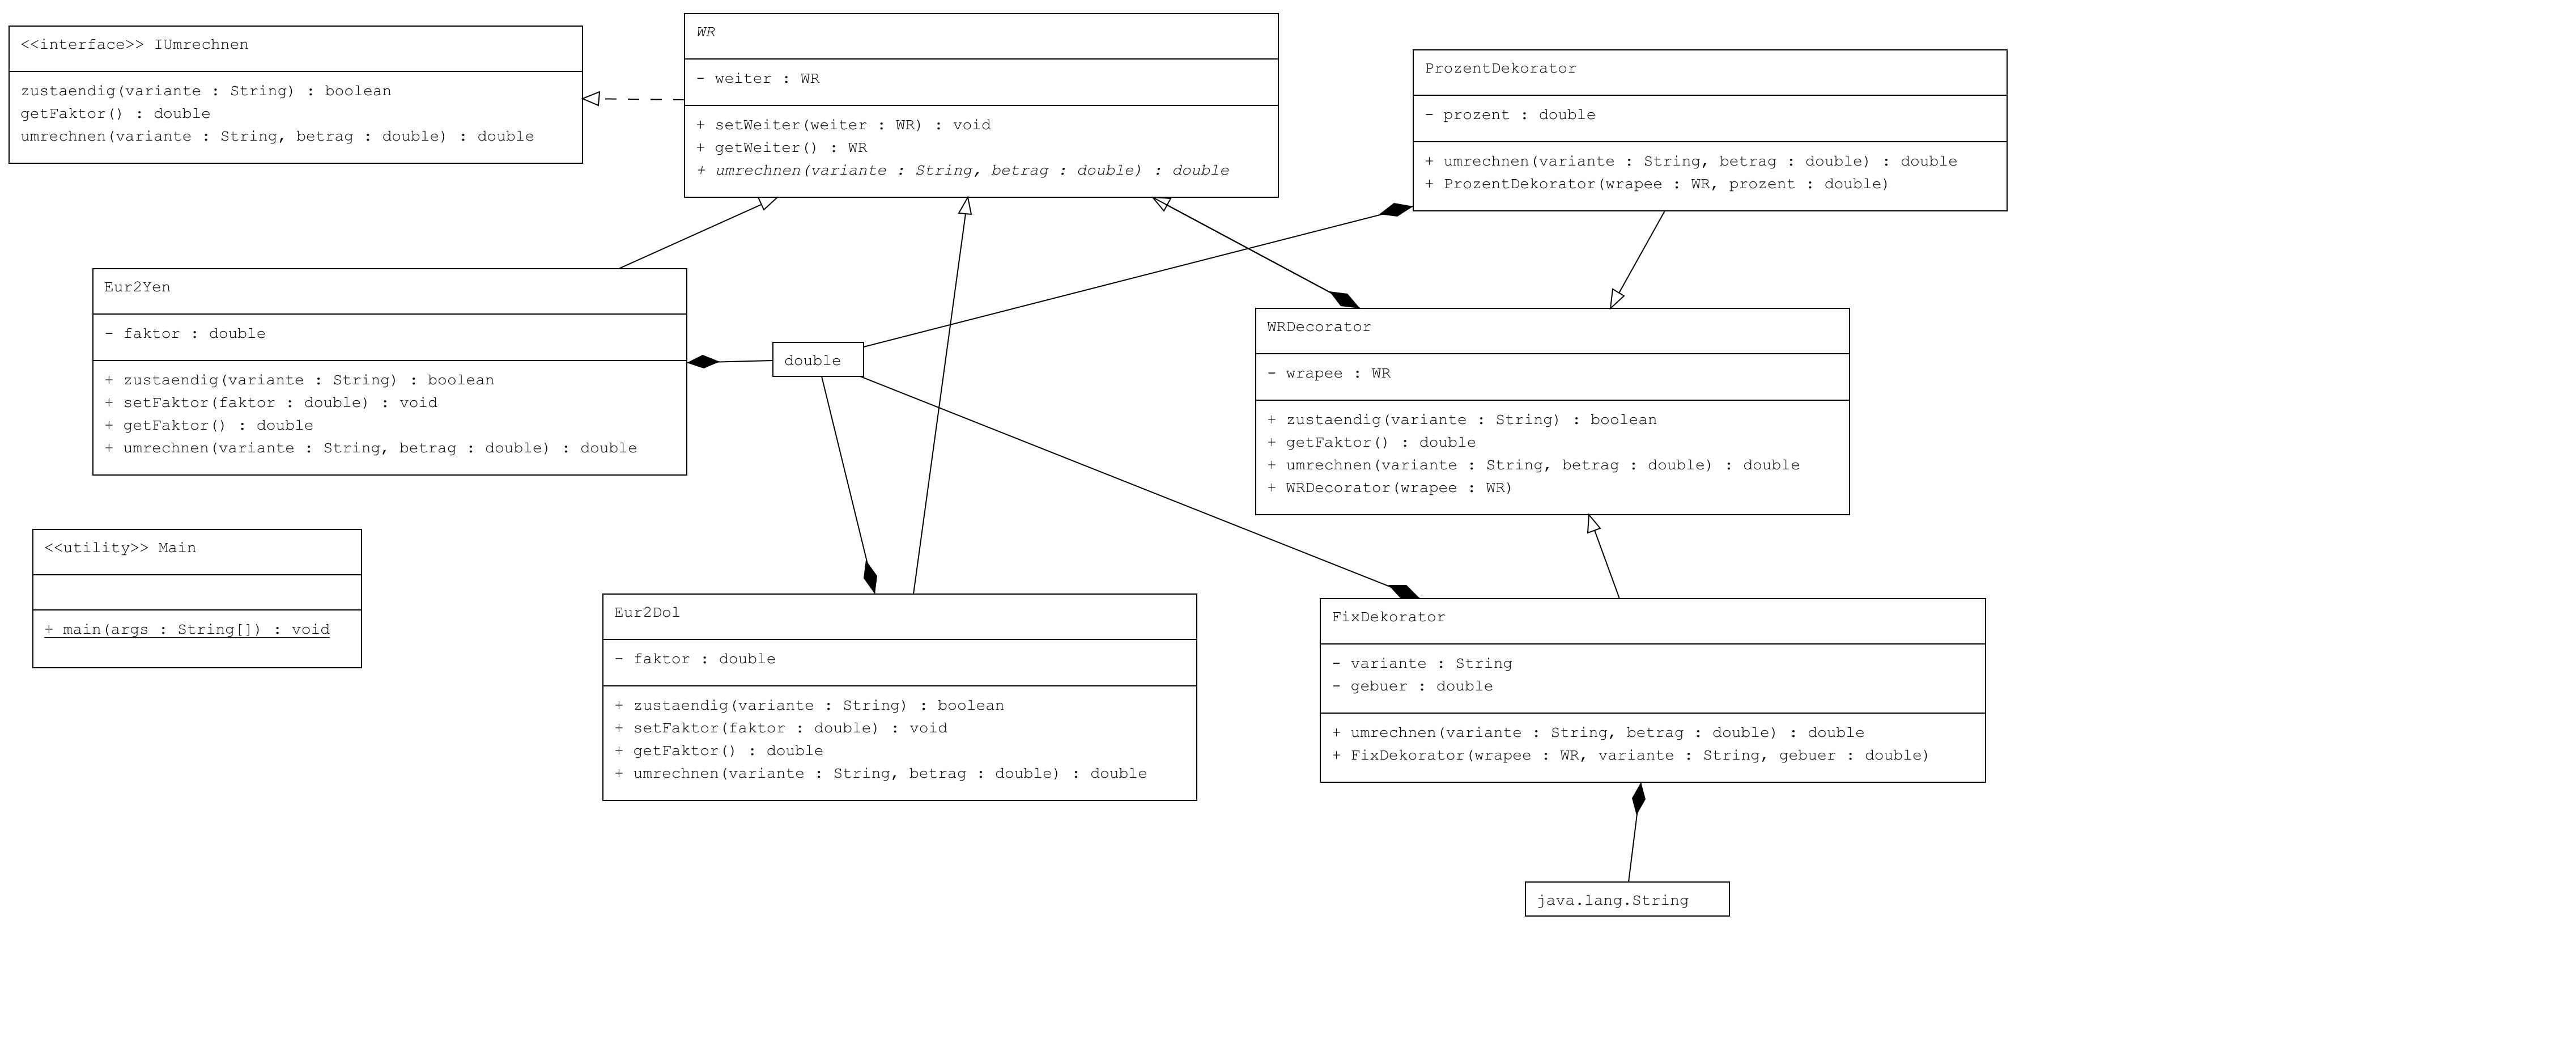 <<interface>> IUmrechnen
zustaendig(variante : String) : boolean
getFaktor() : double
umrechnen(variante : String, betrag : double) : double
WR
- weiter : WR
+ setWeiter(weiter : WR) : void
+ getWeiter() : WR
+ umrechnen(variante : String, betrag : double) : double
ProzentDekorator
- prozent : double
+ umrechnen(variante : String, betrag : double) : double
+ ProzentDekorator(wrapee : WR, prozent : double)
Eur2Yen
- faktor : double
+ zustaendig(variante : String) : boolean
+ setFaktor(faktor : double) : void
+ getFaktor() : double
+ umrechnen(variante : String, betrag : double) : double
double
WRDecorator
- wrapee : WR
+ zustaendig(variante : String) : boolean
+ getFaktor() : double
+ umrechnen(variante : String, betrag : double) : double
+ WRDecorator(wrapee : WR)
<<utility>> Main
+ main(args : String[]) : void
Eur2Dol
- faktor : double
+ zustaendig(variante : String) : boolean
+ setFaktor(faktor : double) : void
+ getFaktor() : double
+ umrechnen(variante : String, betrag : double) : double
FixDekorator
- variante : String
- gebuer : double
+ umrechnen(variante : String, betrag : double) : double
+ FixDekorator(wrapee : WR, variante : String, gebuer : double)
java.lang.String